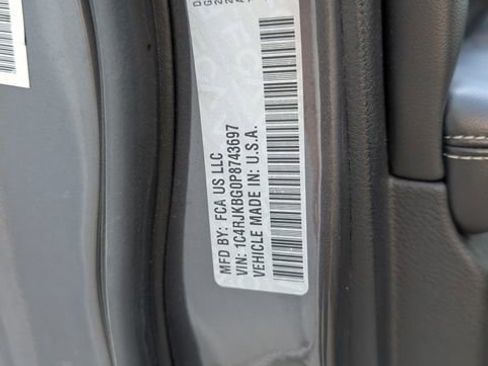 MFD BY: FCA US LLC
VIN: 1C4RJKBG0P8743697
VEHICLE MADE IN: U.S.A.